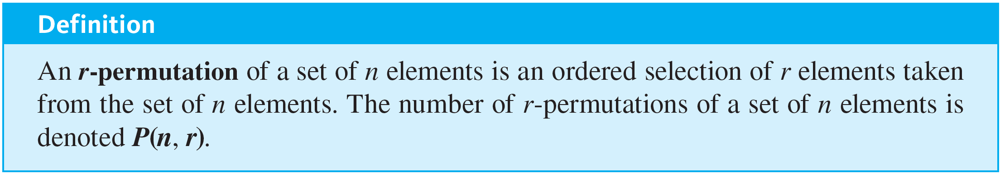 Definition
An r-permutation of a set of n elements is an ordered selection of r elements taken
from the set of n elements. The number of r-permutations of a set of n elements is
denoted P(n, r).